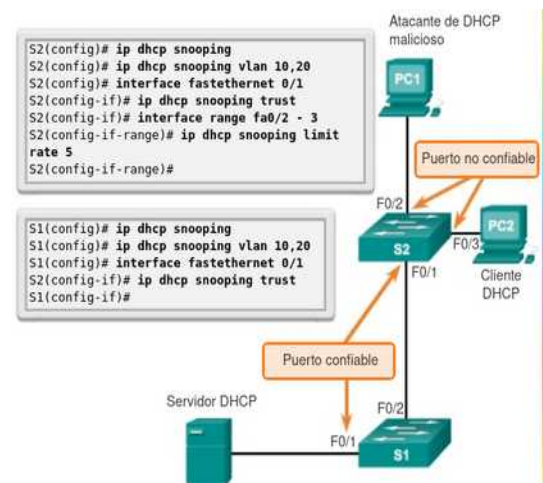 S2(config)# ip dhcp snooping
S2(config)# ip dhcp snooping vlan 10,20
S2(config)# interface fastethernet 0/1
S2(config-if)# ip dhcp snooping trust
S2(config)# interface range fa0/2 - 3
S2(config-if-range)# ip dhcp snooping limit
rate 5
S2(config-if-range)#
S1(config)# ip dhcp snooping
S1(config)# ip dhcp snooping vlan 10,20
S1(config)# interface fastethernet 0/1
S2(config-if)# ip dhcp snooping trust
S1(config-if)#
Atacante de DHCP
malicioso
PC1
Puerto no confiable
F0/2
PC2
S2
F0/3
F0/1
Cliente
DHCP
Puerto confiable
Servidor DHCP
F0/2
F0/1
S1